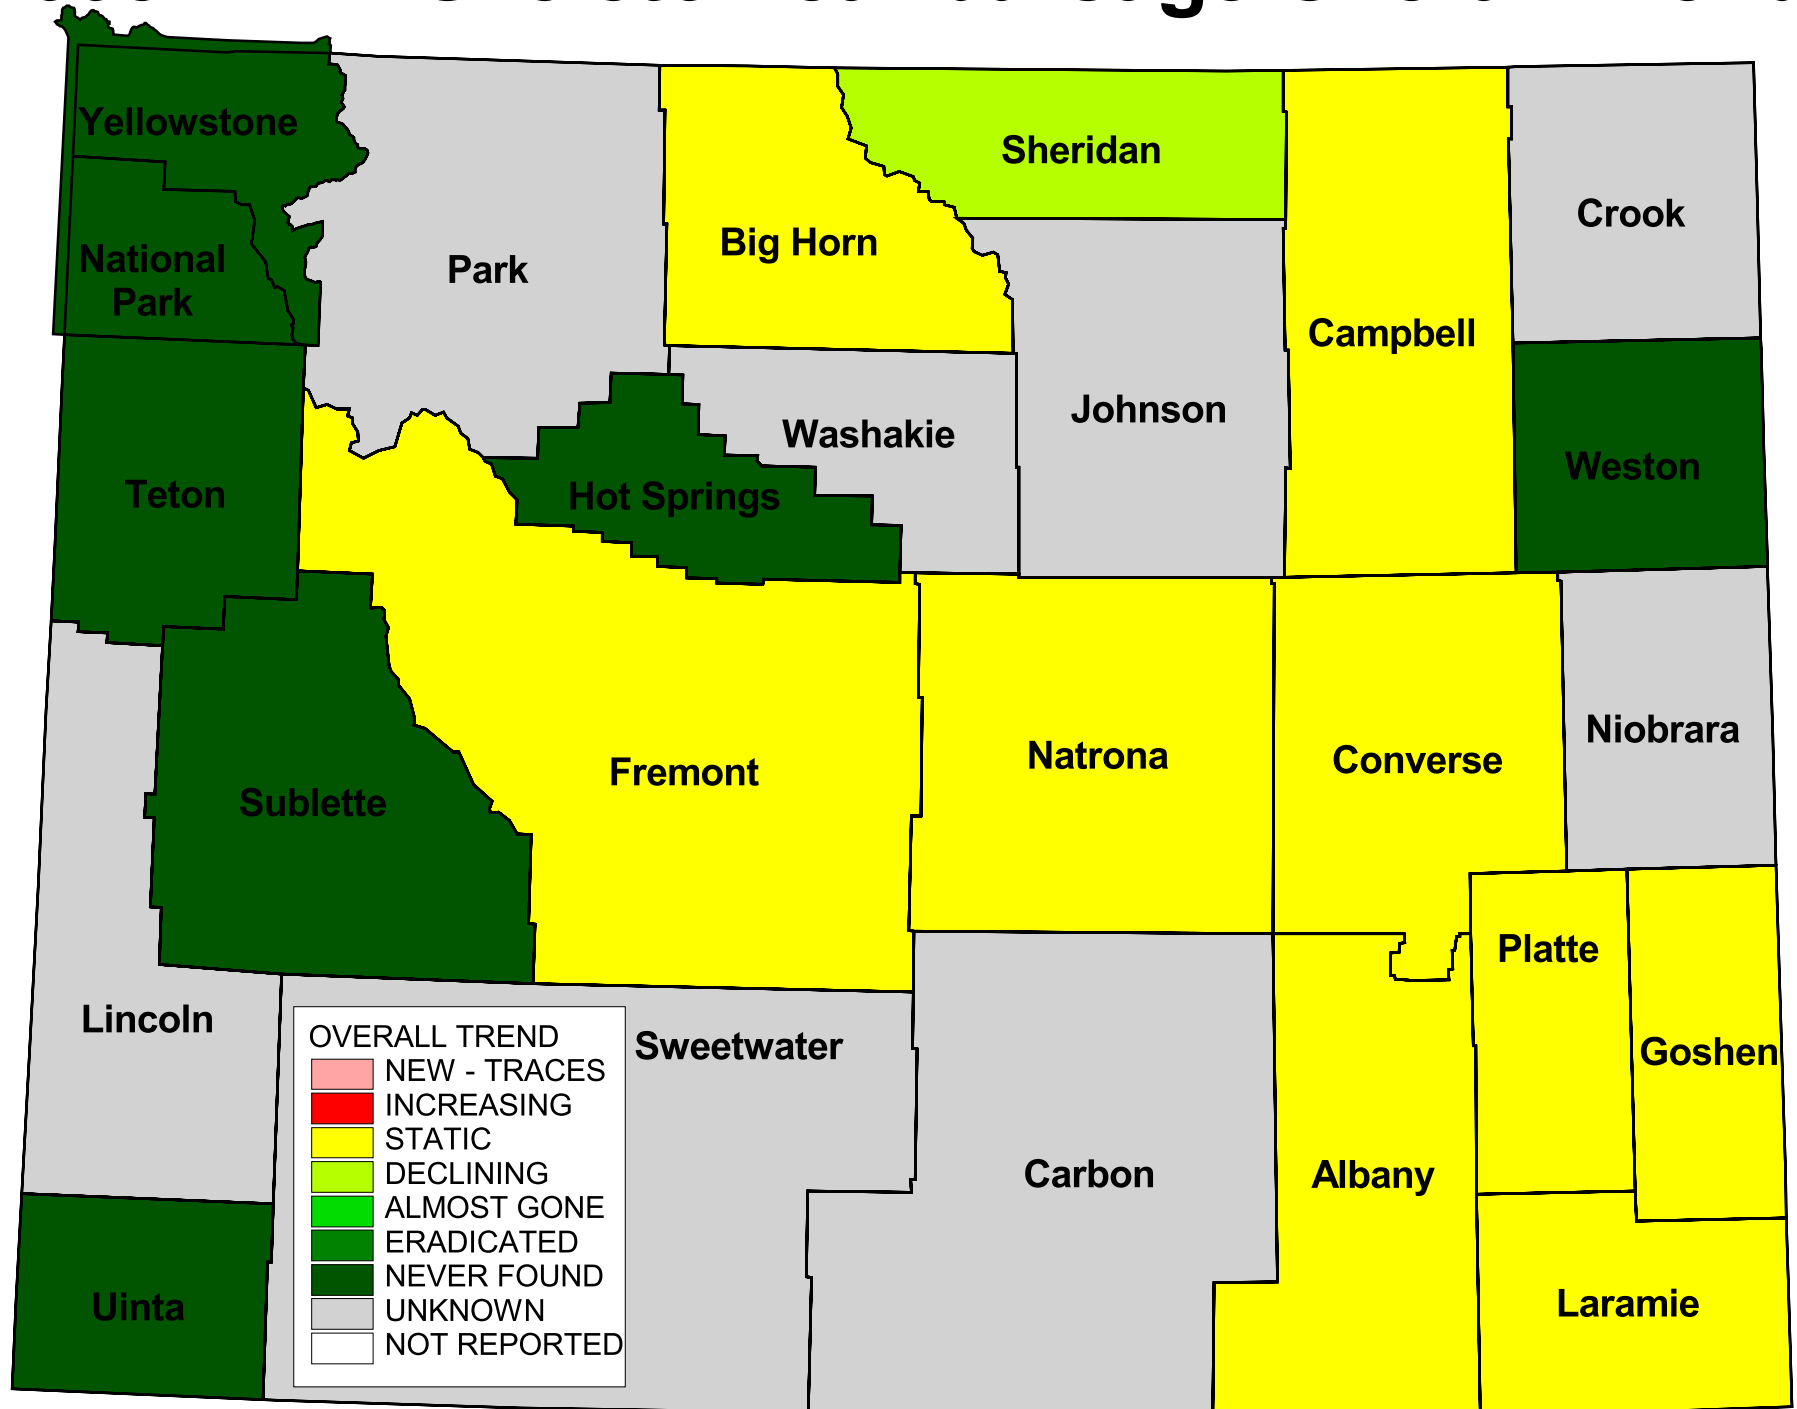 Yellowstone
National
Park
Park
Big Horn
Sheridan
Campbell
Crook
Johnson
Washakie
Hot Springs
Teton
Weston
Sublette
Fremont
Natrona
Converse
Niobrara
Platte
Lincoln
Sweetwater
Goshen
Carbon
Albany
Uinta
Laramie
OVERALL TREND
NEW - TRACES
INCREASING
STATIC
DECLINING
ALMOST GONE
ERADICATED
NEVER FOUND
UNKNOWN
NOT REPORTED